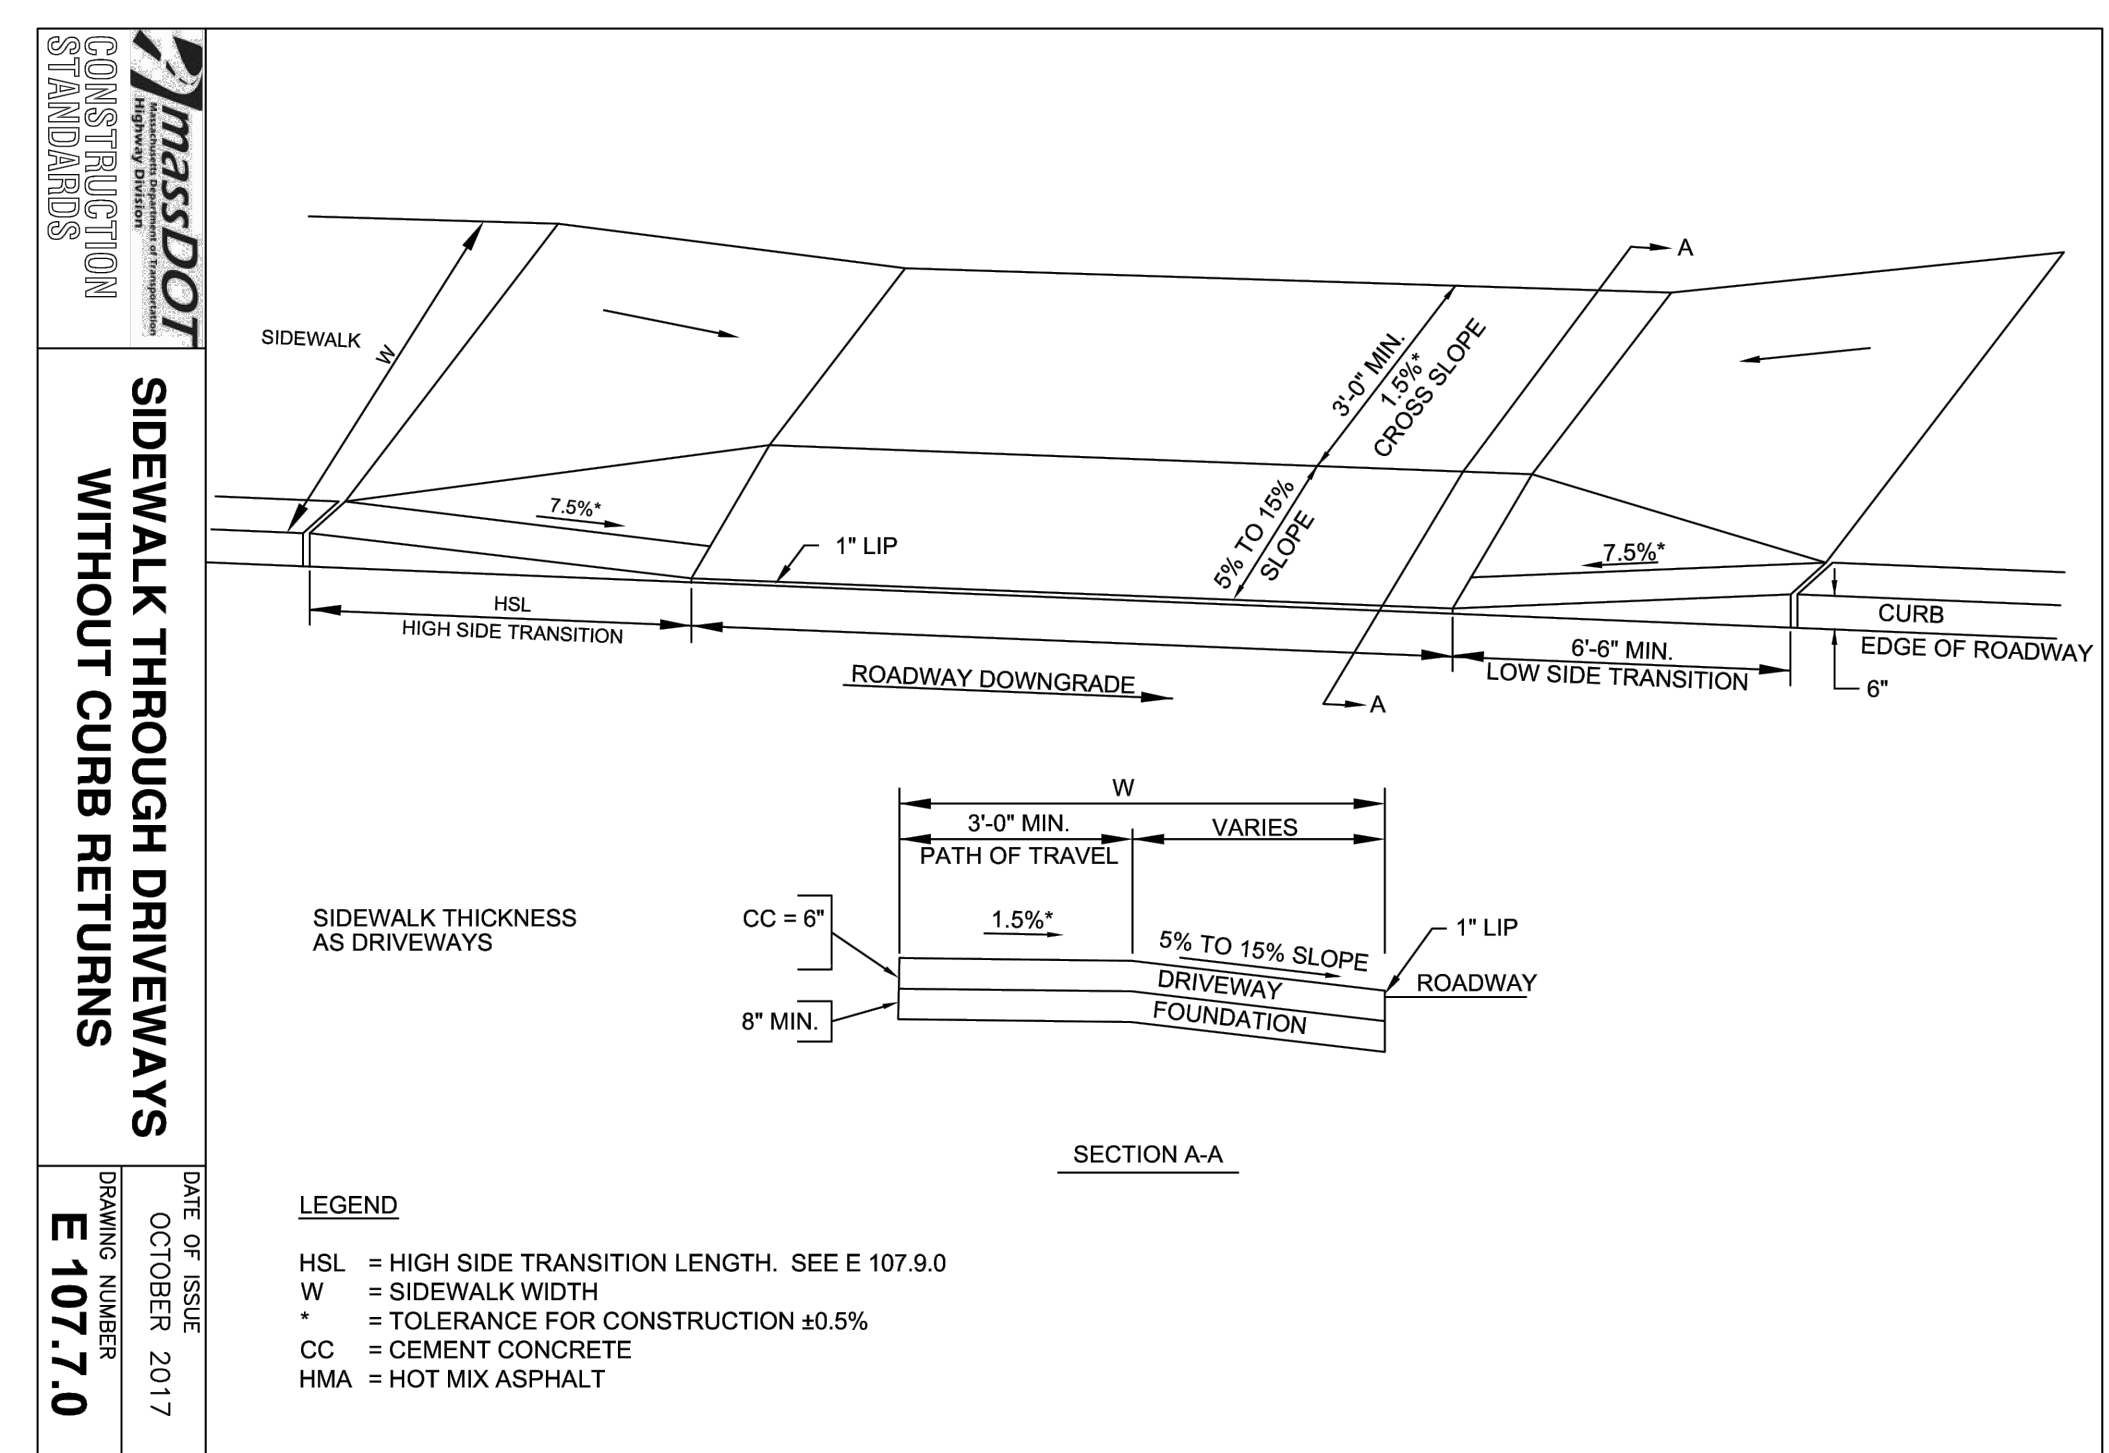 massDOT
Massachusetts Department of Transportation
Highway Division
CONSTRUCTION
STANDARDS
SIDEWALK THROUGH DRIVEWAYS
WITHOUT CURB RETURNS
DATE OF ISSUE
OCTOBER 2017
DRAWING NUMBER
E 107.7.0
SIDEWALK
W
A
3'-0" MIN.
1.5%*
CROSS SLOPE
7.5%*
1" LIP
5% TO 15%
SLOPE
7.5%*
HSL
HIGH SIDE TRANSITION
CURB
EDGE OF ROADWAY
6'-6" MIN.
LOW SIDE TRANSITION
6"
ROADWAY DOWNGRADE
A
W
3'-0" MIN.
VARIES
PATH OF TRAVEL
SIDEWALK THICKNESS
AS DRIVEWAYS
CC = 6"
1.5%*
1" LIP
5% TO 15% SLOPE
DRIVEWAY
ROADWAY
FOUNDATION
8" MIN.
SECTION A-A
LEGEND
HSL = HIGH SIDE TRANSITION LENGTH. SEE E 107.9.0
W = SIDEWALK WIDTH
* = TOLERANCE FOR CONSTRUCTION ±0.5%
CC = CEMENT CONCRETE
HMA = HOT MIX ASPHALT